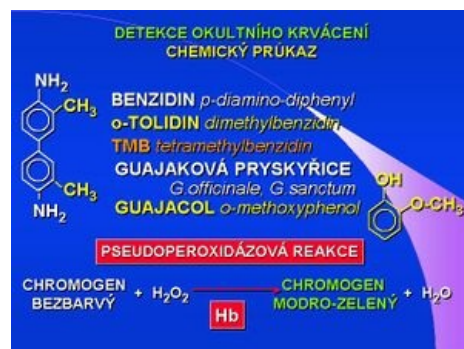 DETEKCE OKULTNÍHO KRVÁCENÍ
CHEMICKÝ PRŮKAZ
NH₂
CH₃
BENZIDIN p-diamino-diphenyl
o-TOLIDIN dimethylbenzidin
TMB tetramethylbenzidin
GUAJAKOVÁ PRYSKYŘICE
G.officinale, G.sanctum
GUAJACOL o-methoxyphenol
CH₃
NH₂
OH
O-CH₃
PSEUDOPEROXIDÁZOVÁ REAKCE
CHROMOGEN BEZBARVÝ + H₂O₂
Hb
CHROMOGEN MODRO-ZELENÝ + H₂O